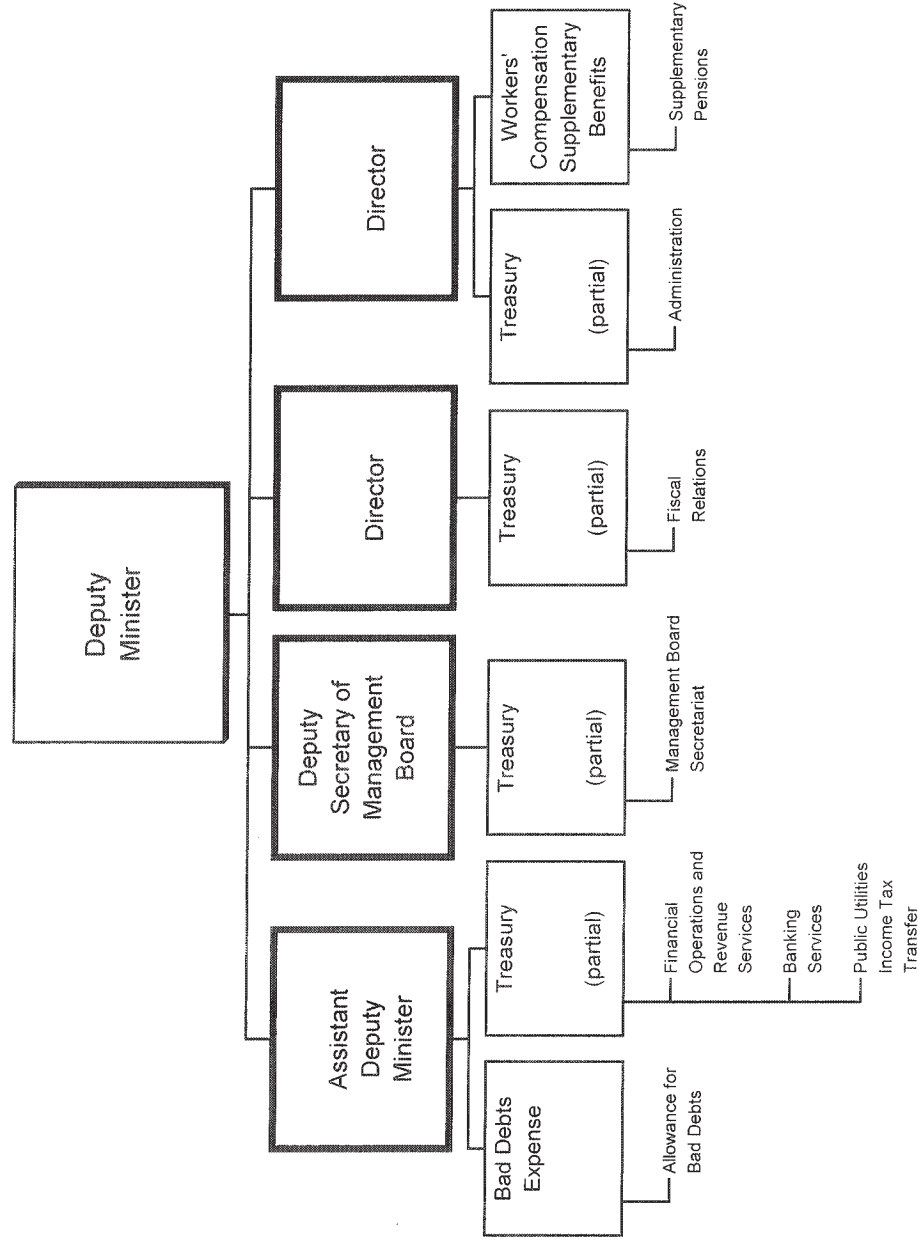 Deputy
Minister
Assistant
Deputy
Minister
Deputy
Secretary of
Management
Board
Director
Director
Bad Debts
Expense
Treasury
(partial)
Treasury
(partial)
Treasury
(partial)
Treasury
(partial)
Workers'
Compensation
Supplementary
Benefits
Allowance for
Bad Debts
Financial
Operations and
Revenue
Services
Banking
Services
Public Utilities
Income Tax
Transfer
Management Board
Secretariat
Fiscal
Relations
Administration
Supplementary
Pensions